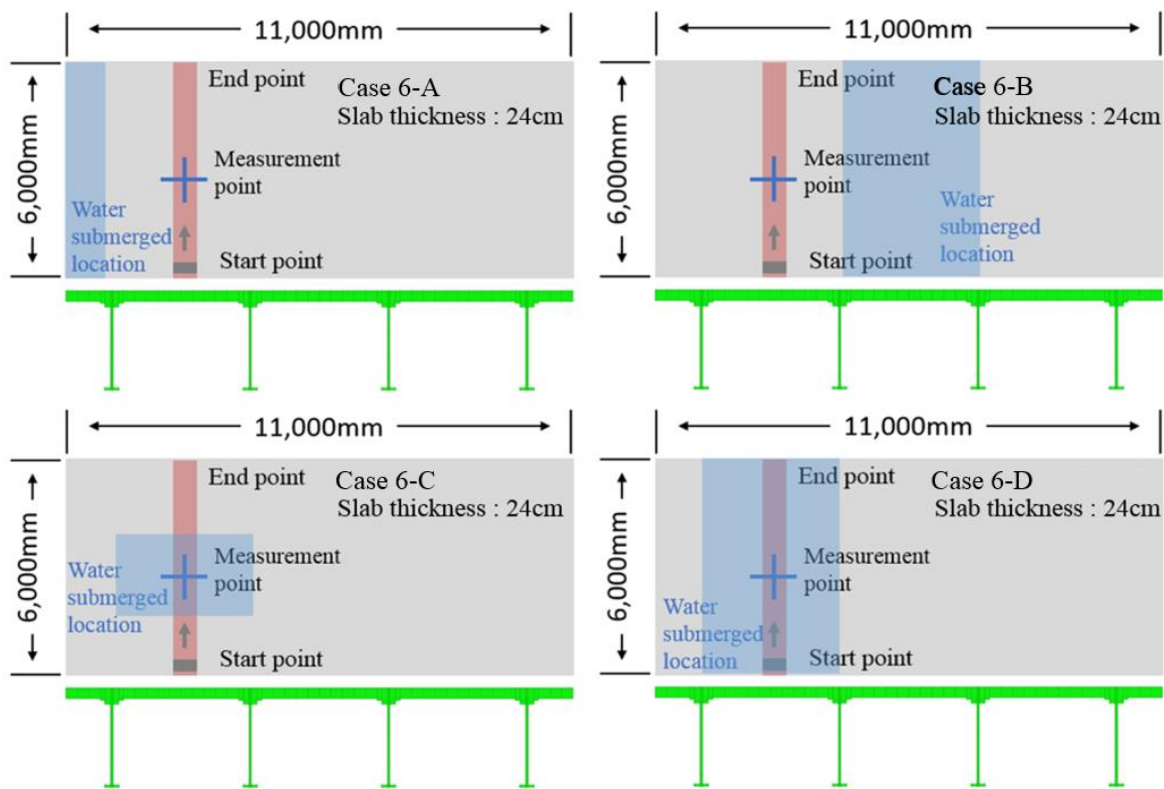 11,000mm
6,000mm
End point
Case 6-A
Slab thickness : 24cm
Measurement
point
Water
submerged
location
Start point
11,000mm
6,000mm
End point
Case 6-B
Slab thickness : 24cm
Measurement
point
Water
submerged
location
Start point
11,000mm
6,000mm
End point
Case 6-C
Slab thickness : 24cm
Measurement
point
Water
submerged
location
Start point
11,000mm
6,000mm
End point
Case 6-D
Slab thickness : 24cm
Measurement
point
Water
submerged
location
Start point